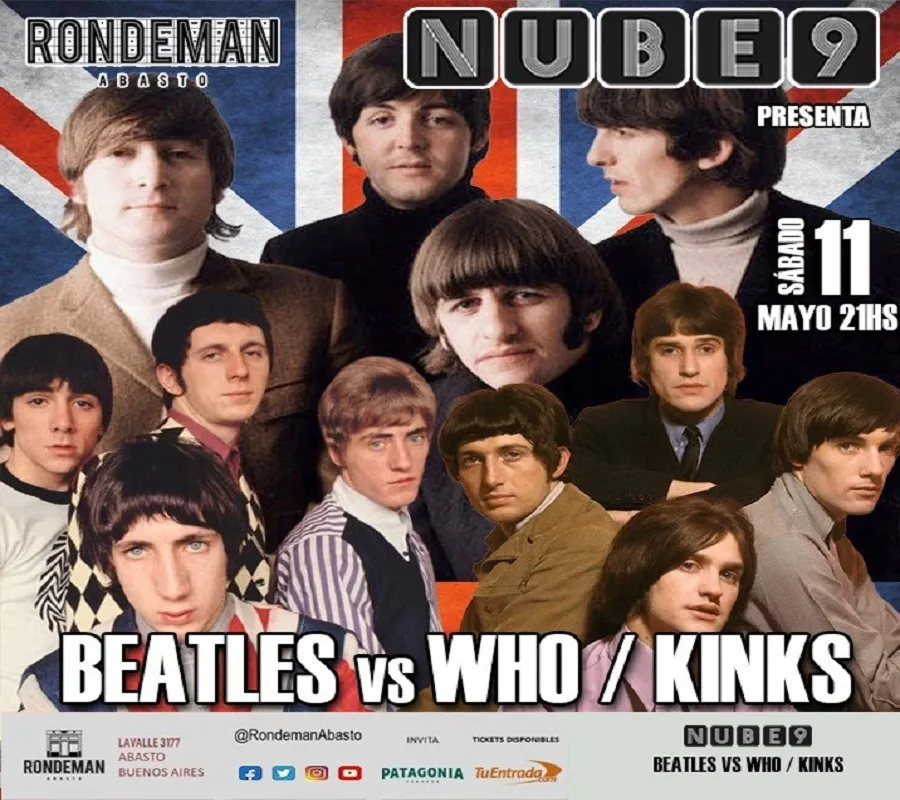 RONDEMAN
ABASTO
NUBE9
PRESENTA
SÁBADO 11
MAYO 21HS
BEATLES VS WHO / KINKS
RONDEMAN
ABASTO
LAVALLE 3177
ABASTO
BUENOS AIRES
@RondemanAbasto
INVITA
PATAGONIA
TICKETS DISPONIBLES
TuEntrada.com
NUBE9
BEATLES VS WHO / KINKS